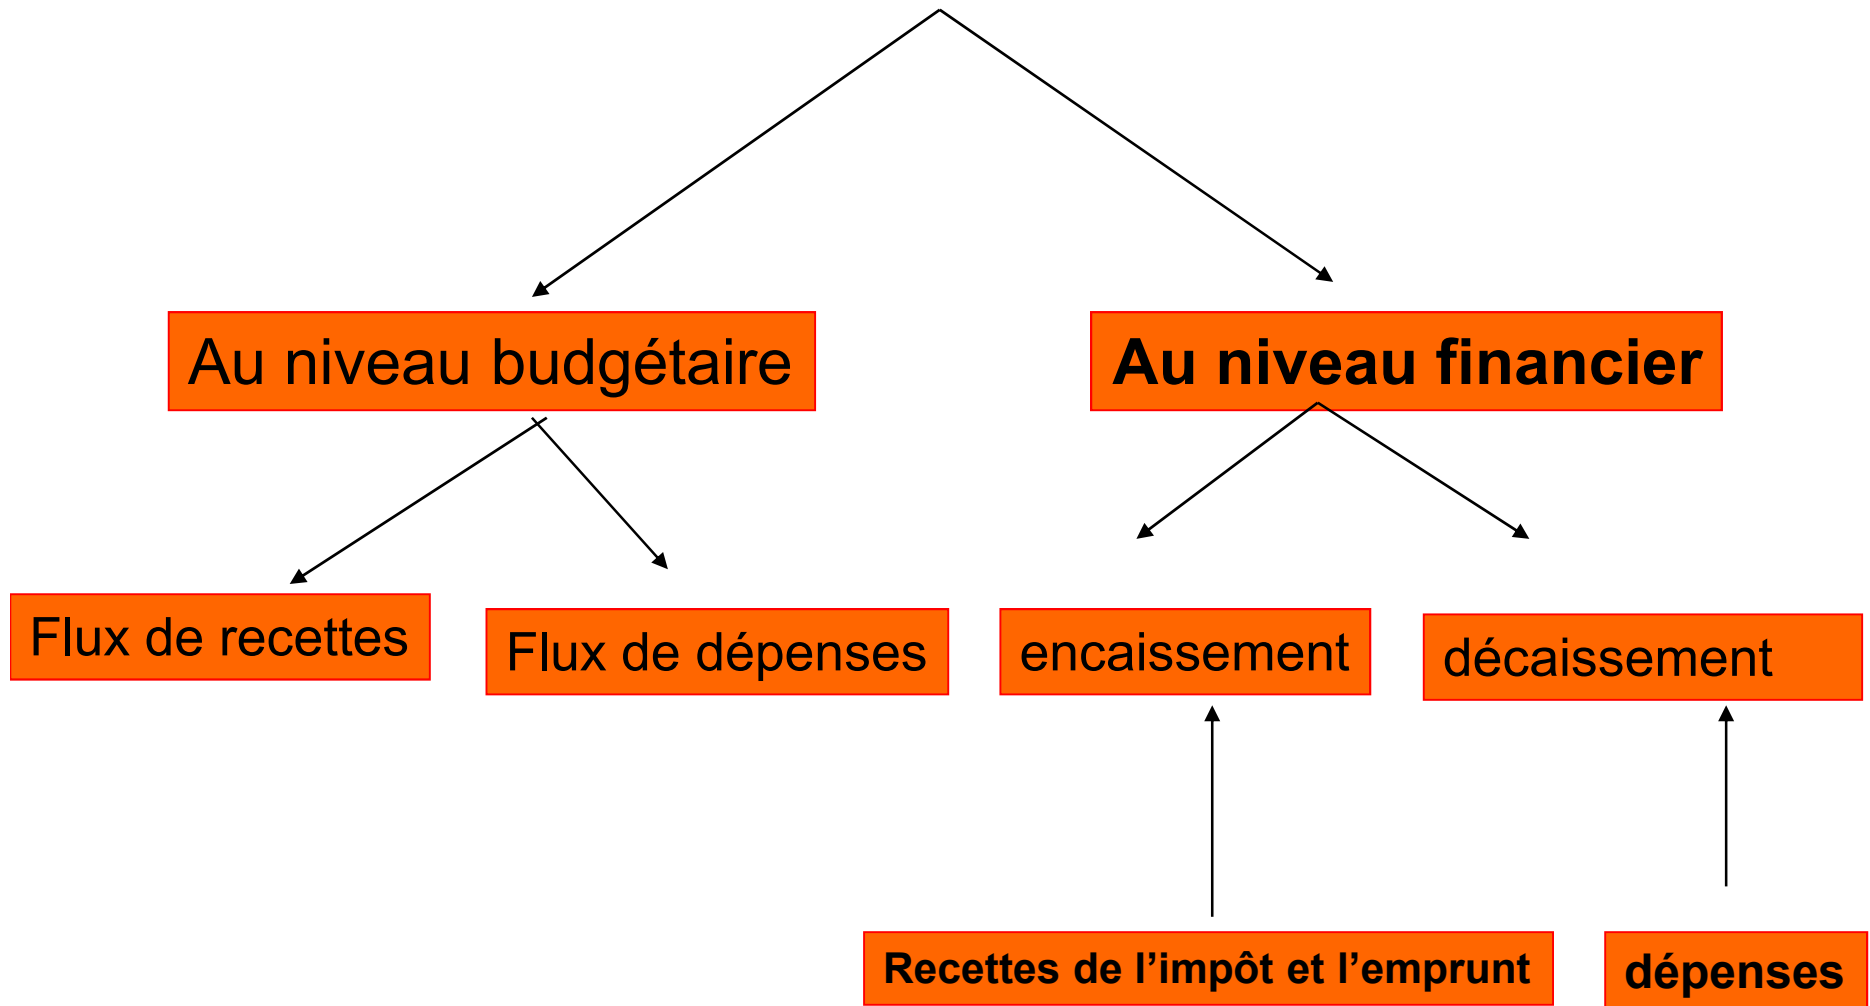 Au niveau budgétaire
Au niveau financier
Flux de recettes
Flux de dépenses
encaissement
décaissement
Recettes de l’impôt et l’emprunt
dépenses